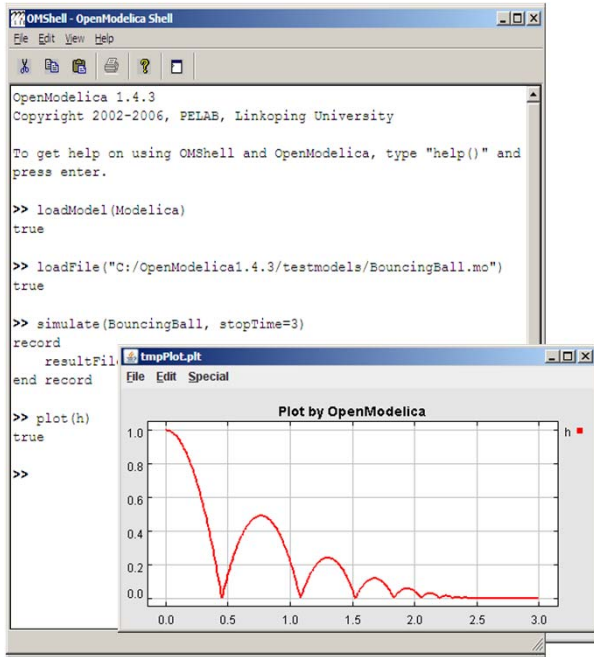 OMShell - OpenModelica Shell
File Edit View Help
OpenModelica 1.4.3
Copyright 2002-2006, PELAB, Linkoping University
To get help on using OMShell and OpenModelica, type "help()" and
press enter.
>> loadModel(Modelica)
true
>> loadFile("C:/OpenModelica1.4.3/testmodels/BouncingBall.mo")
true
>> simulate(BouncingBall, stopTime=3)
record
resultFil
end record
>> plot(h)
true
>>
tmpPlot.plt
File Edit Special
Plot by OpenModelica
h
1.0
0.8
0.6
0.4
0.2
0.0
0.0 0.5 1.0 1.5 2.0 2.5 3.0